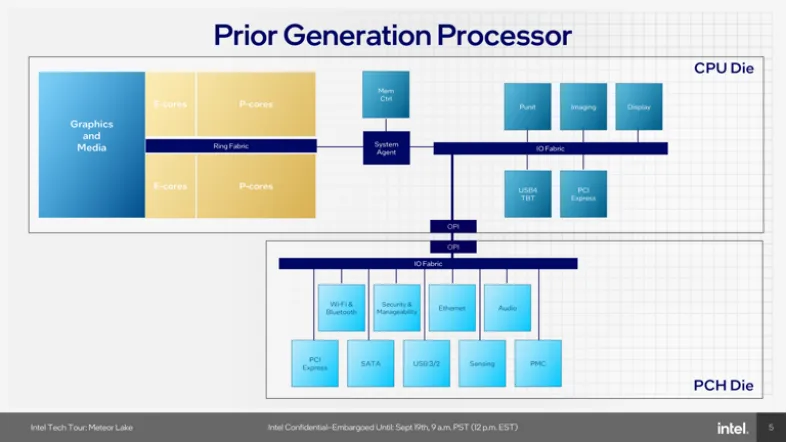 Prior Generation Processor
CPU Die
Graphics
and
Media
E-cores
P-cores
Ring Fabric
E-cores
P-cores
Mem
Ctrl
System
Agent
Punit
Imaging
Display
IO Fabric
USB4
TBT
PCI
Express
OPI
OPI
IO Fabric
Wi-Fi &
Bluetooth
Security &
Manageability
Ethernet
Audio
PCI
Express
SATA
USB3/2
Sensing
PMC
PCH Die
Intel Tech Tour: Meteor Lake
Intel Confidential-Embargoed Until: Sept 19th, 9 a.m. PST (12 p.m. EST)
intel.
5